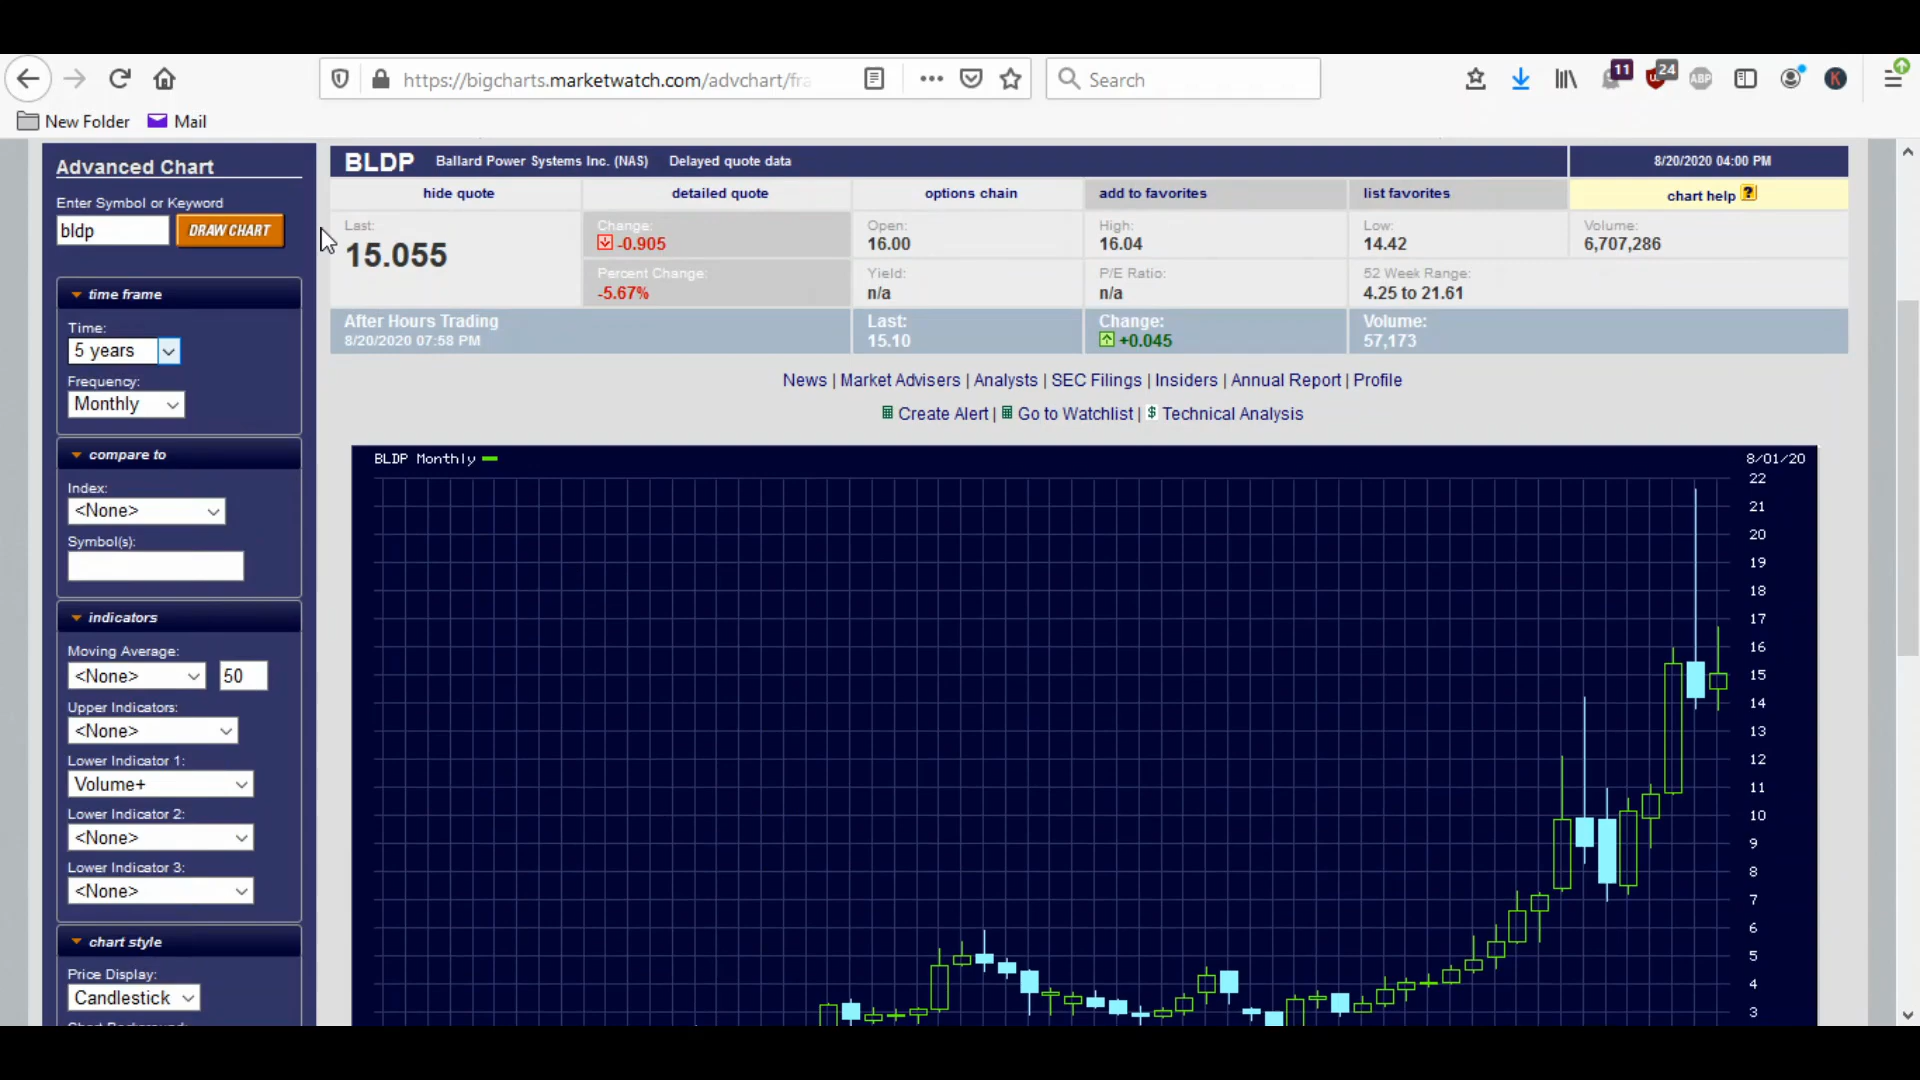 https://bigcharts.marketwatch.com/advchart/fra
Search
11
24
ABP
K
New Folder
Mail
Advanced Chart
Enter Symbol or Keyword
bldp
DRAW CHART
time frame
Time:
5 years
Frequency:
Monthly
compare to
Index:
<None>
Symbol(s):
indicators
Moving Average:
<None>
50
Upper Indicators:
<None>
Lower Indicator 1:
Volume+
Lower Indicator 2:
<None>
Lower Indicator 3:
<None>
chart style
Price Display:
Candlestick
BLDP Ballard Power Systems Inc. (NAS) Delayed quote data 8/20/2020 04:00 PM
hide quote detailed quote options chain add to favorites list favorites chart help ?
Last:
15.055
Change:
-0.905
Percent Change:
-5.67%
Open:
16.00
Yield:
n/a
High:
16.04
P/E Ratio:
n/a
Low:
14.42
52 Week Range:
4.25 to 21.61
Volume:
6,707,286
After Hours Trading
8/20/2020 07:58 PM
Last:
15.10
Change:
+0.045
Volume:
57,173
News | Market Advisers | Analysts | SEC Filings | Insiders | Annual Report | Profile
Create Alert | Go to Watchlist | $ Technical Analysis
BLDP Monthly
8/01/20
22
21
20
19
18
17
16
15
14
13
12
11
10
9
8
7
6
5
4
3